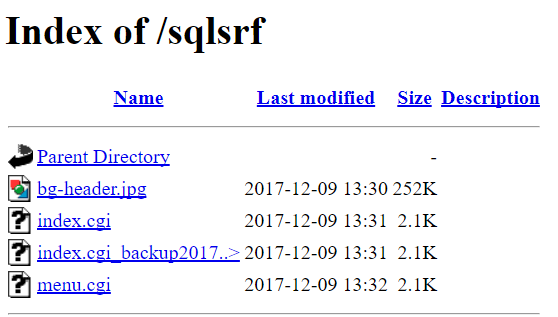 Index of /sqlsrf
Name Last modified Size Description
Parent Directory -
bg-header.jpg 2017-12-09 13:30 252K
index.cgi 2017-12-09 13:31 2.1K
index.cgi_backup2017..> 2017-12-09 13:31 2.1K
menu.cgi 2017-12-09 13:32 2.1K